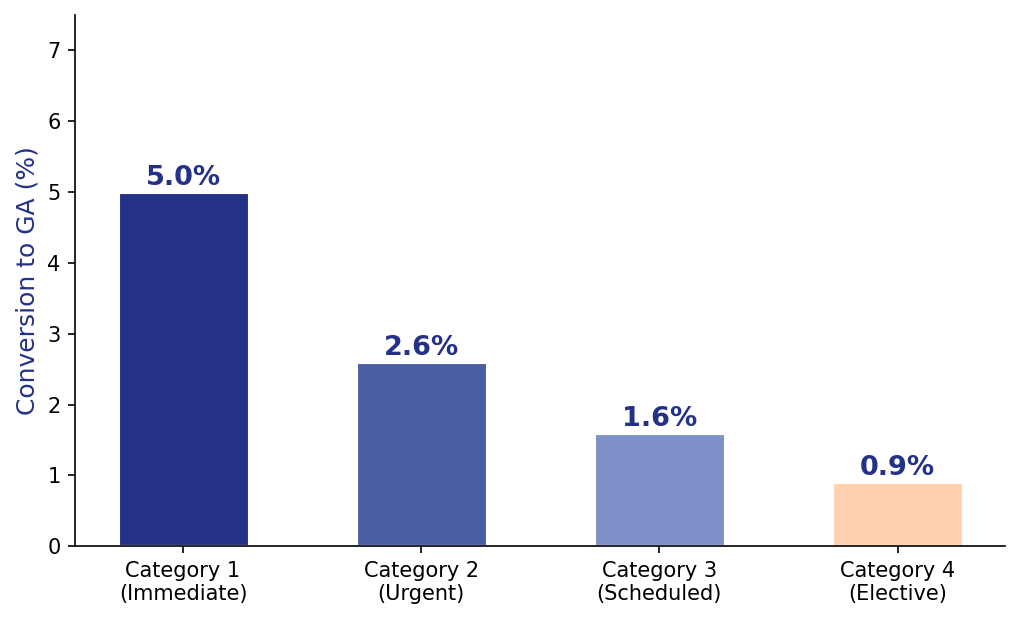 Conversion to GA (%)
7
6
5
4
3
2
1
0
5.0%
2.6%
1.6%
0.9%
Category 1
(Immediate)
Category 2
(Urgent)
Category 3
(Scheduled)
Category 4
(Elective)